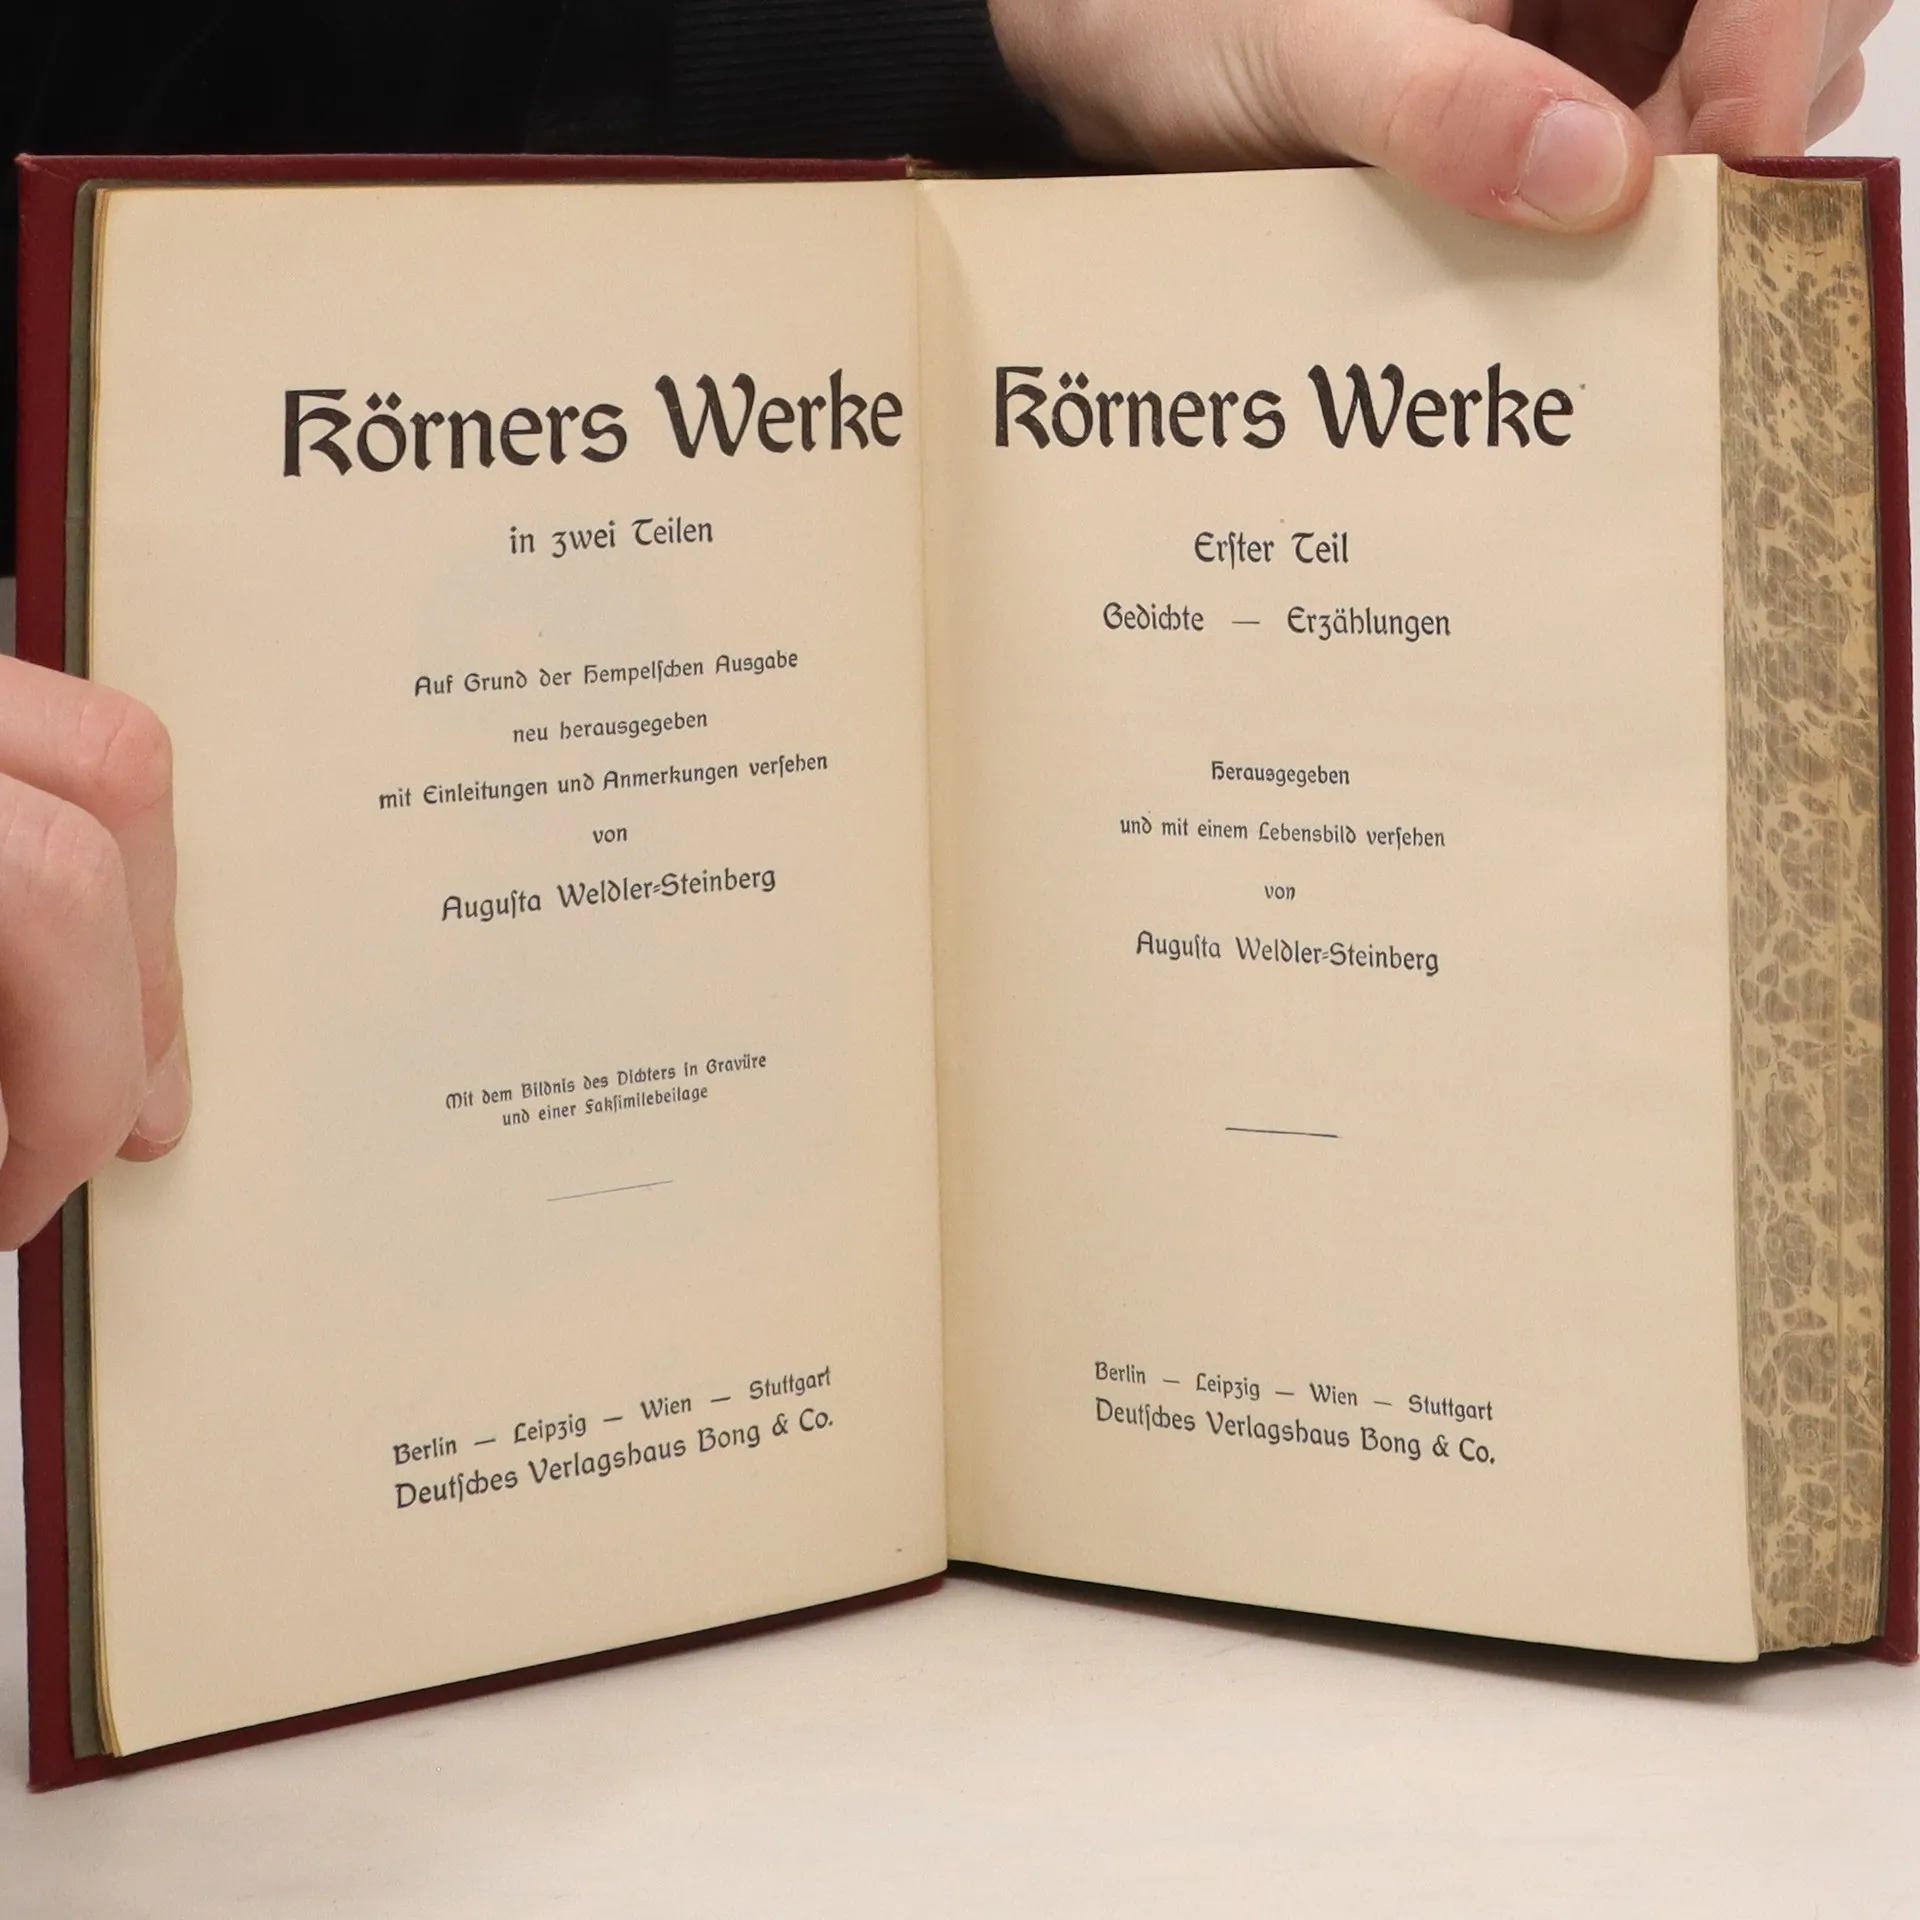 Körners Werke
in zwei Teilen
Auf Grund der Hempelſchen Ausgabe
neu herausgegeben
mit Einleitungen und Anmerkungen verſehen
von
Auguſta Weldler⸗Steinberg
Mit dem Bildnis des Dichters in Gravüre
und einer Fakſimilebeilage
Berlin — Leipzig — Wien — Stuttgart
Deutſches Verlagshaus Bong & Co.
Körners Werke
Erſter Teil
Gedichte — Erzählungen
Herausgegeben
und mit einem Lebensbild verſehen
von
Auguſta Weldler⸗Steinberg
Berlin — Leipzig — Wien — Stuttgart
Deutſches Verlagshaus Bong & Co.